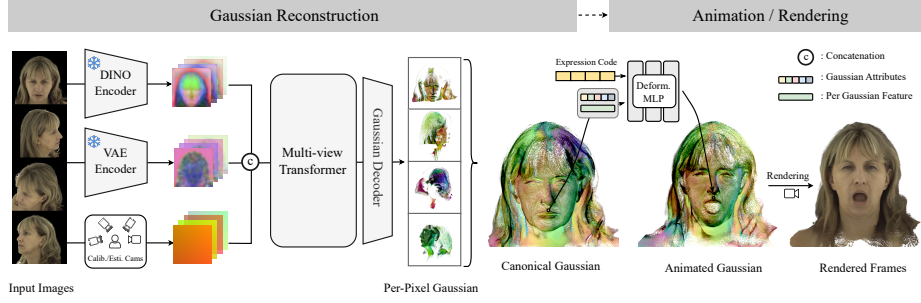 Gaussian Reconstruction
Animation / Rendering
DINO
Encoder
VAE
Encoder
Calib./Esti. Cams
Input Images
c
Multi-view
Transformer
Gaussian Decoder
Per-Pixel Gaussian
Expression Code
Deform.
MLP
c : Concatenation
: Gaussian Attributes
: Per Gaussian Feature
Rendering
Canonical Gaussian
Animated Gaussian
Rendered Frames